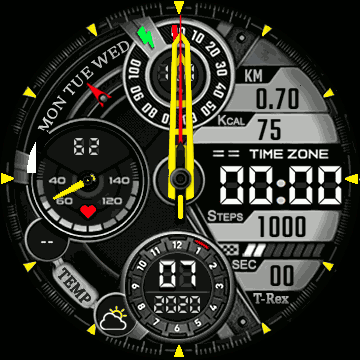 MON TUE WED
10 20 30 40 50 60 70 80 90 100
KM
0.70
KCAL
75
== TIME ZONE
00:00
STEPS
1000
SEC
00
T-Rex
40 60 120 140
--
TEMP
12 1 2 3 4 5 6 7 8 9 10 11
07